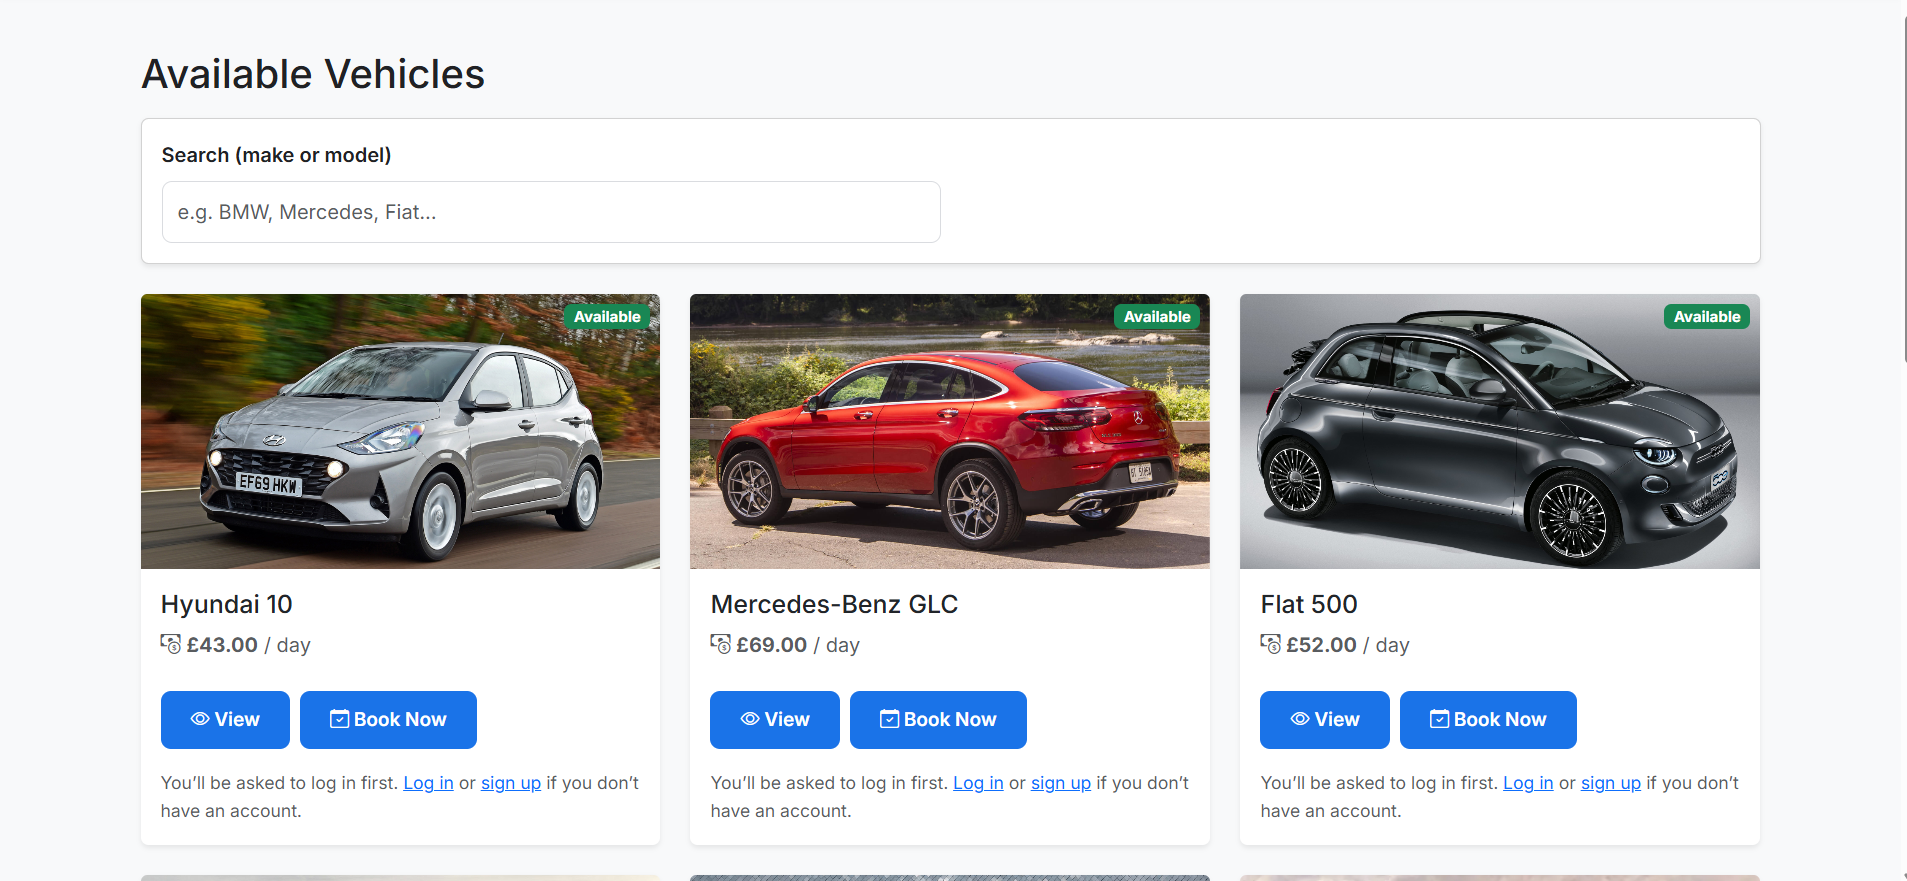 Available Vehicles
Search (make or model)
e.g. BMW, Mercedes, Fiat...
Available
Available
Available
EF69 HKW
Hyundai 10
£43.00 / day
View
Book Now
You’ll be asked to log in first. Log in or sign up if you don’t
have an account.
Mercedes-Benz GLC
£69.00 / day
View
Book Now
You’ll be asked to log in first. Log in or sign up if you don’t
have an account.
Flat 500
£52.00 / day
View
Book Now
You’ll be asked to log in first. Log in or sign up if you don’t
have an account.